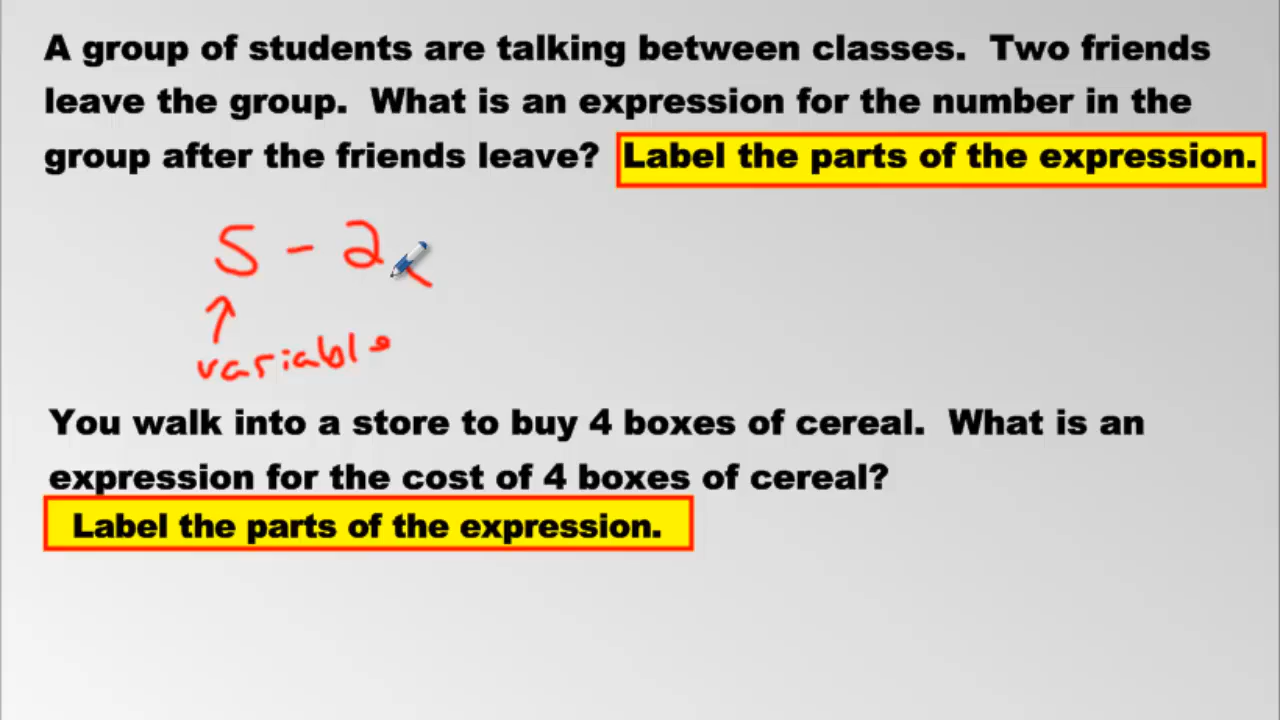 A group of students are talking between classes. Two friends
leave the group. What is an expression for the number in the
group after the friends leave? Label the parts of the expression.
S - 2
variable
You walk into a store to buy 4 boxes of cereal. What is an
expression for the cost of 4 boxes of cereal?
Label the parts of the expression.